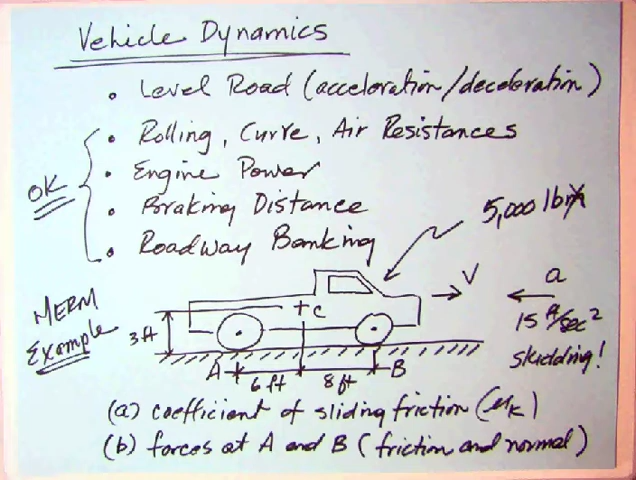 Vehicle Dynamics
• Level Road (acceleration/deceleration)
• Rolling, Curve, Air Resistances
• Engine Power
OK
• Braking Distance
5,000 lbm
• Roadway Banking
V
a
MERM
Example
3 ft
+c
15 ft/sec²
skidding!
A
6 ft
8 ft
B
(a) coefficient of sliding friction (μk)
(b) forces at A and B (friction and normal)